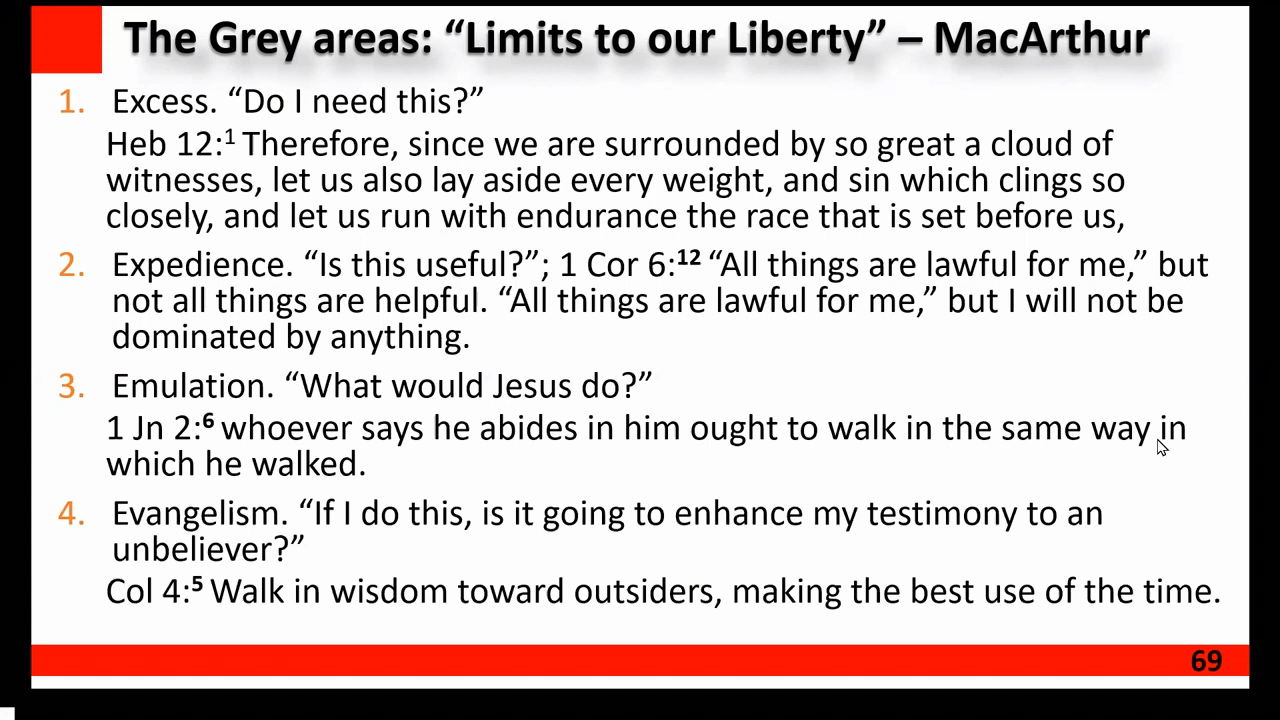 The Grey areas: “Limits to our Liberty” – MacArthur
1. Excess. “Do I need this?”
Heb 12:1 Therefore, since we are surrounded by so great a cloud of
witnesses, let us also lay aside every weight, and sin which clings so
closely, and let us run with endurance the race that is set before us,
2. Expedience. “Is this useful?”; 1 Cor 6:12 “All things are lawful for me,” but
not all things are helpful. “All things are lawful for me,” but I will not be
dominated by anything.
3. Emulation. “What would Jesus do?”
1 Jn 2:6 whoever says he abides in him ought to walk in the same way in
which he walked.
4. Evangelism. “If I do this, is it going to enhance my testimony to an
unbeliever?”
Col 4:5 Walk in wisdom toward outsiders, making the best use of the time.
69